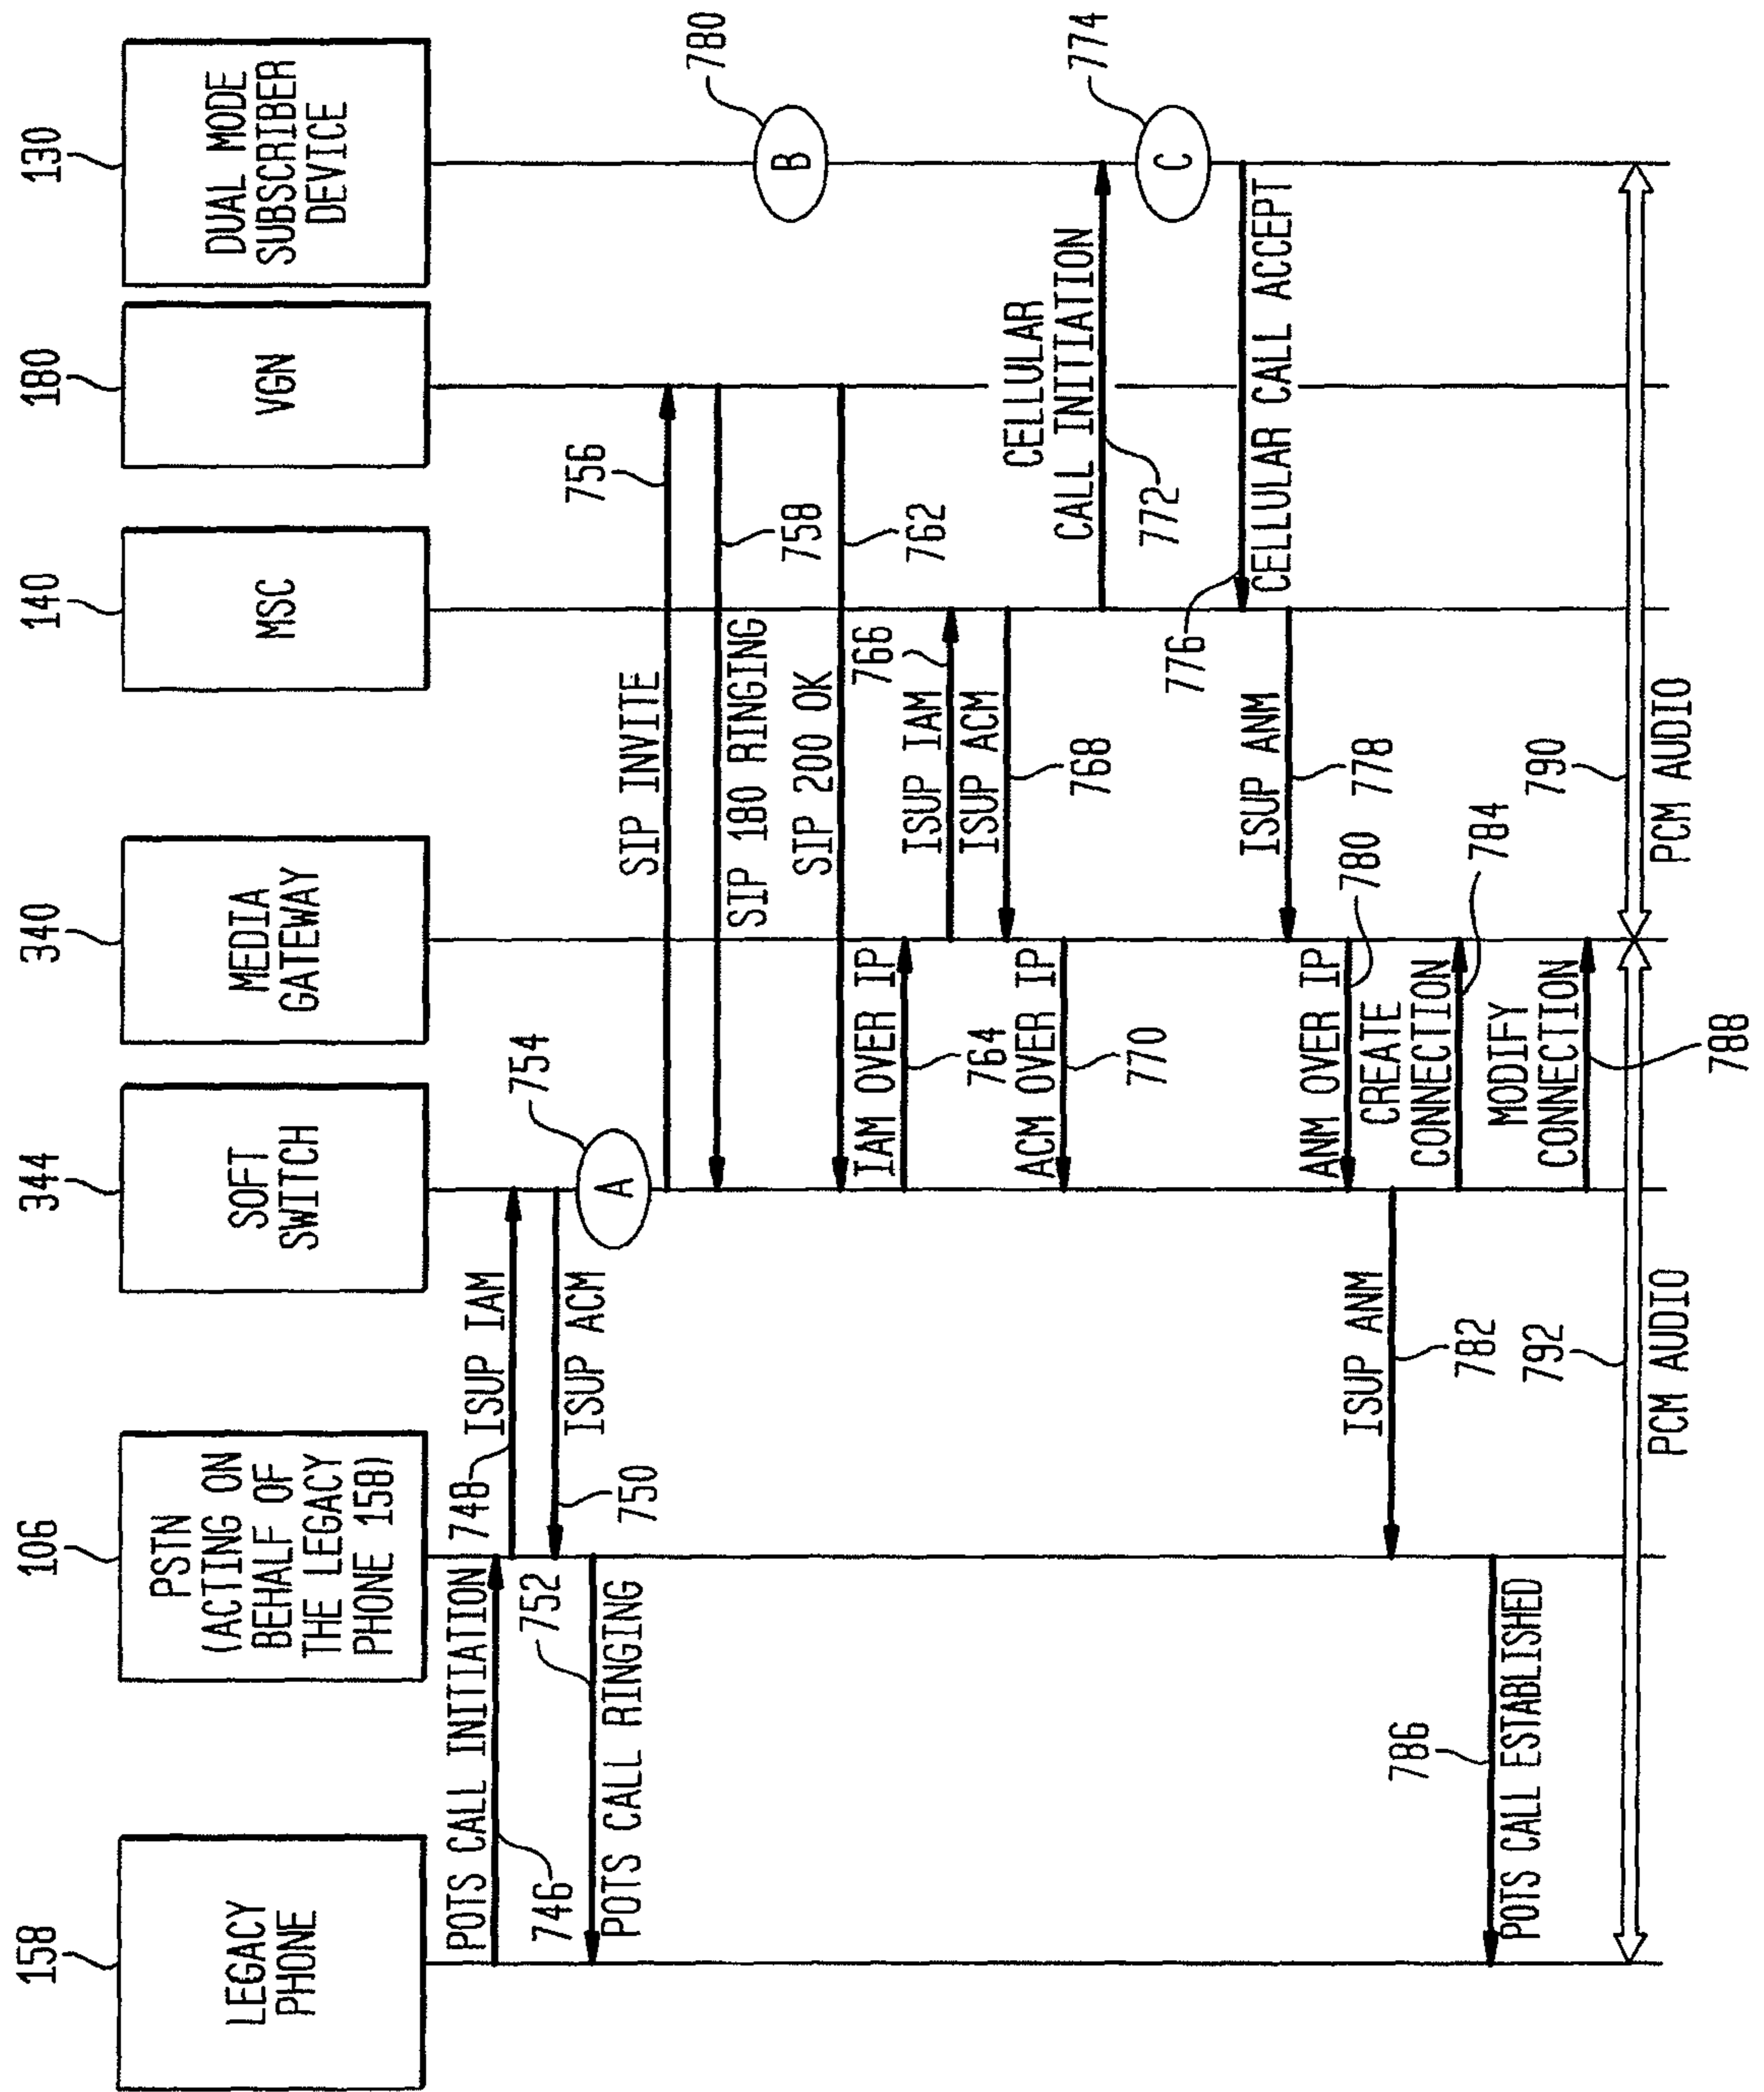 158
LEGACY
PHONE
106
PSTN
(ACTING ON
BEHALF OF
THE LEGACY
PHONE 158)
344
SOFT
SWITCH
340
MEDIA
GATEWAY
140
MSC
180
VGN
130
DUAL MODE
SUBSCRIBER
DEVICE
POTS CALL INITIATION
746
748
ISUP IAM
ISUP ACM
750
752
POTS CALL RINGING
754
A
SIP INVITE
756
758
SIP 180 RINGING
780
B
SIP 200 OK
762
IAM OVER IP
764
ISUP IAM
766
ISUP ACM
768
ACM OVER IP
770
CELLULAR
CALL INITIATION
772
774
C
776
CELLULAR CALL ACCEPT
ISUP ANM
778
ANM OVER IP
780
ISUP ANM
782
CREATE
CONNECTION
784
786
POTS CALL ESTABLISHED
MODIFY
CONNECTION
788
792
PCM AUDIO
790
PCM AUDIO